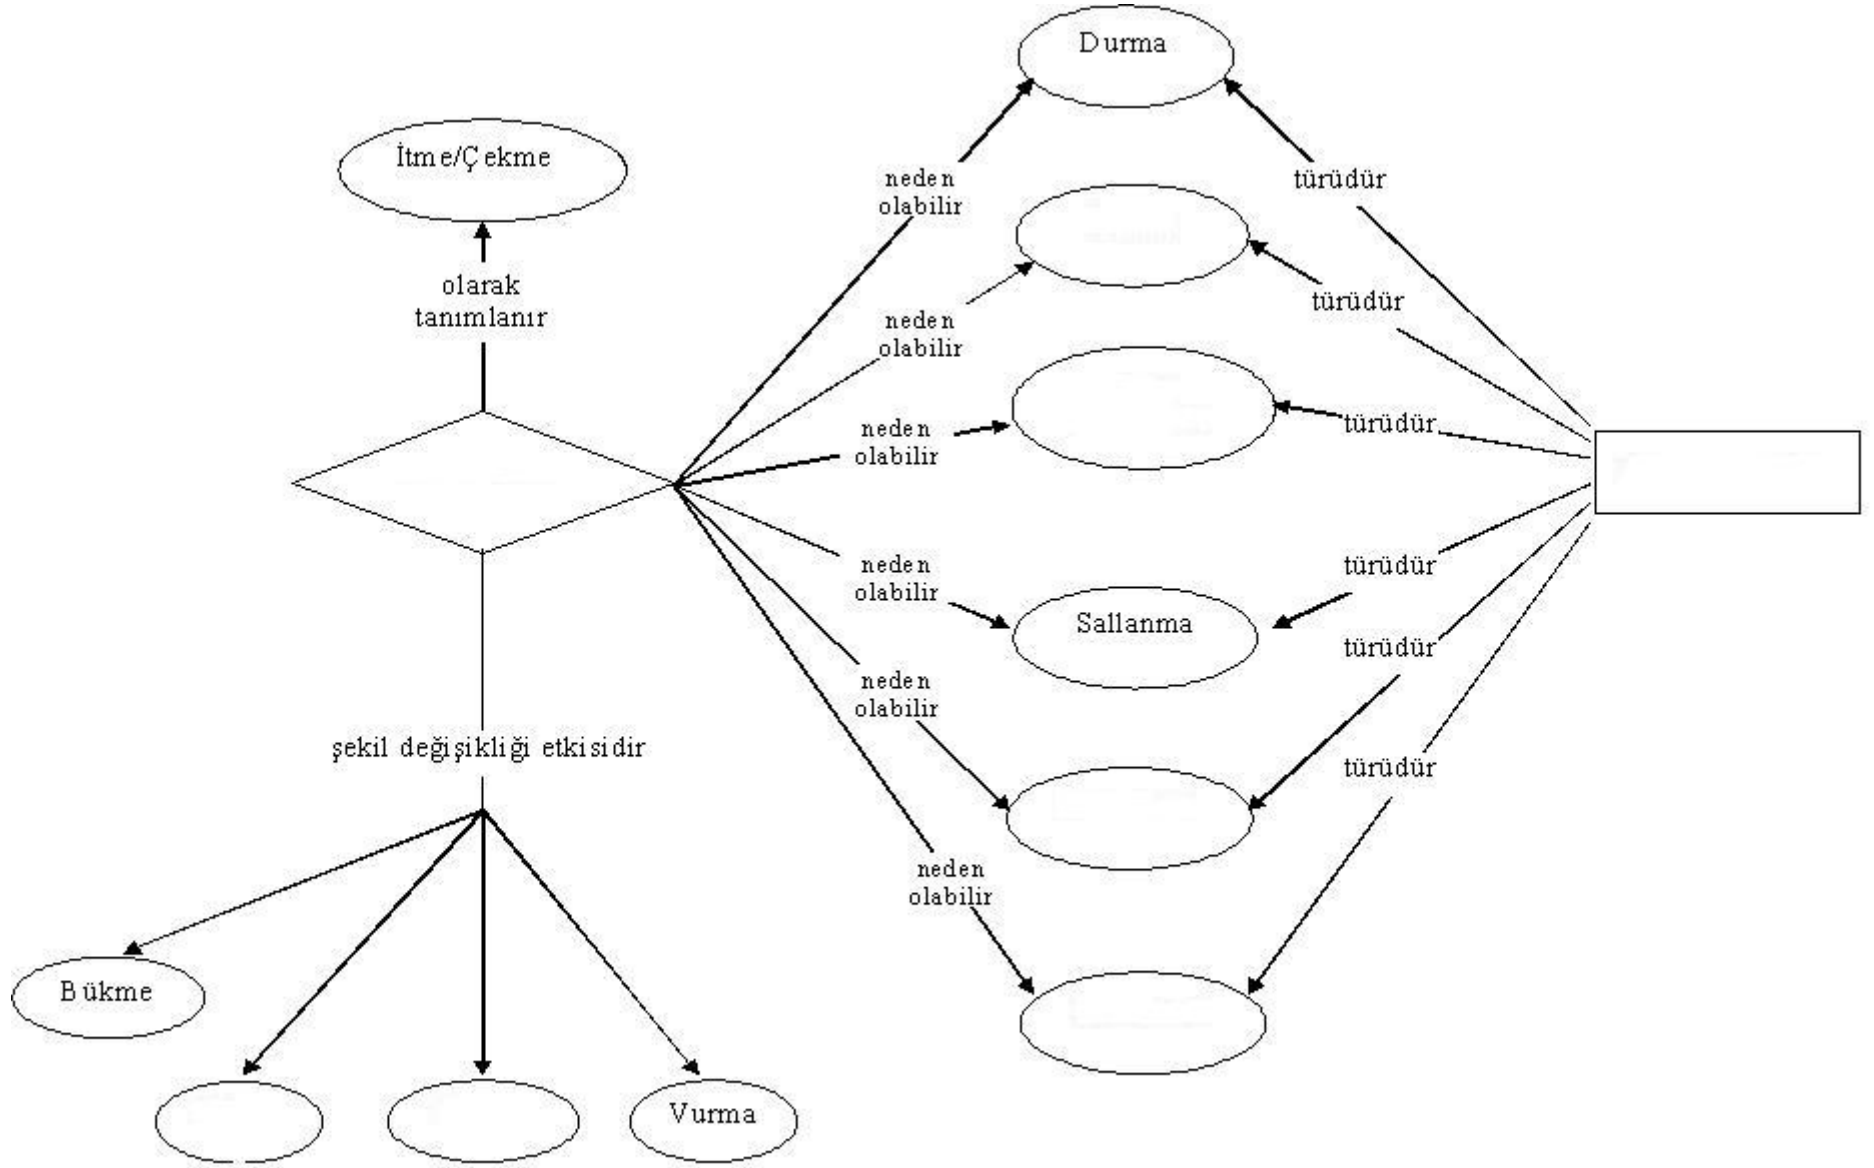 Durma
İtme/Çekme
neden
olabilir
türüdür
olarak
tanımlanır
neden
olabilir
türüdür
neden
olabilir
türüdür
neden
olabilir
türüdür
Sallanma
neden
olabilir
türüdür
şekil değişikliği etkisidir
türüdür
neden
olabilir
Bükme
Vurma